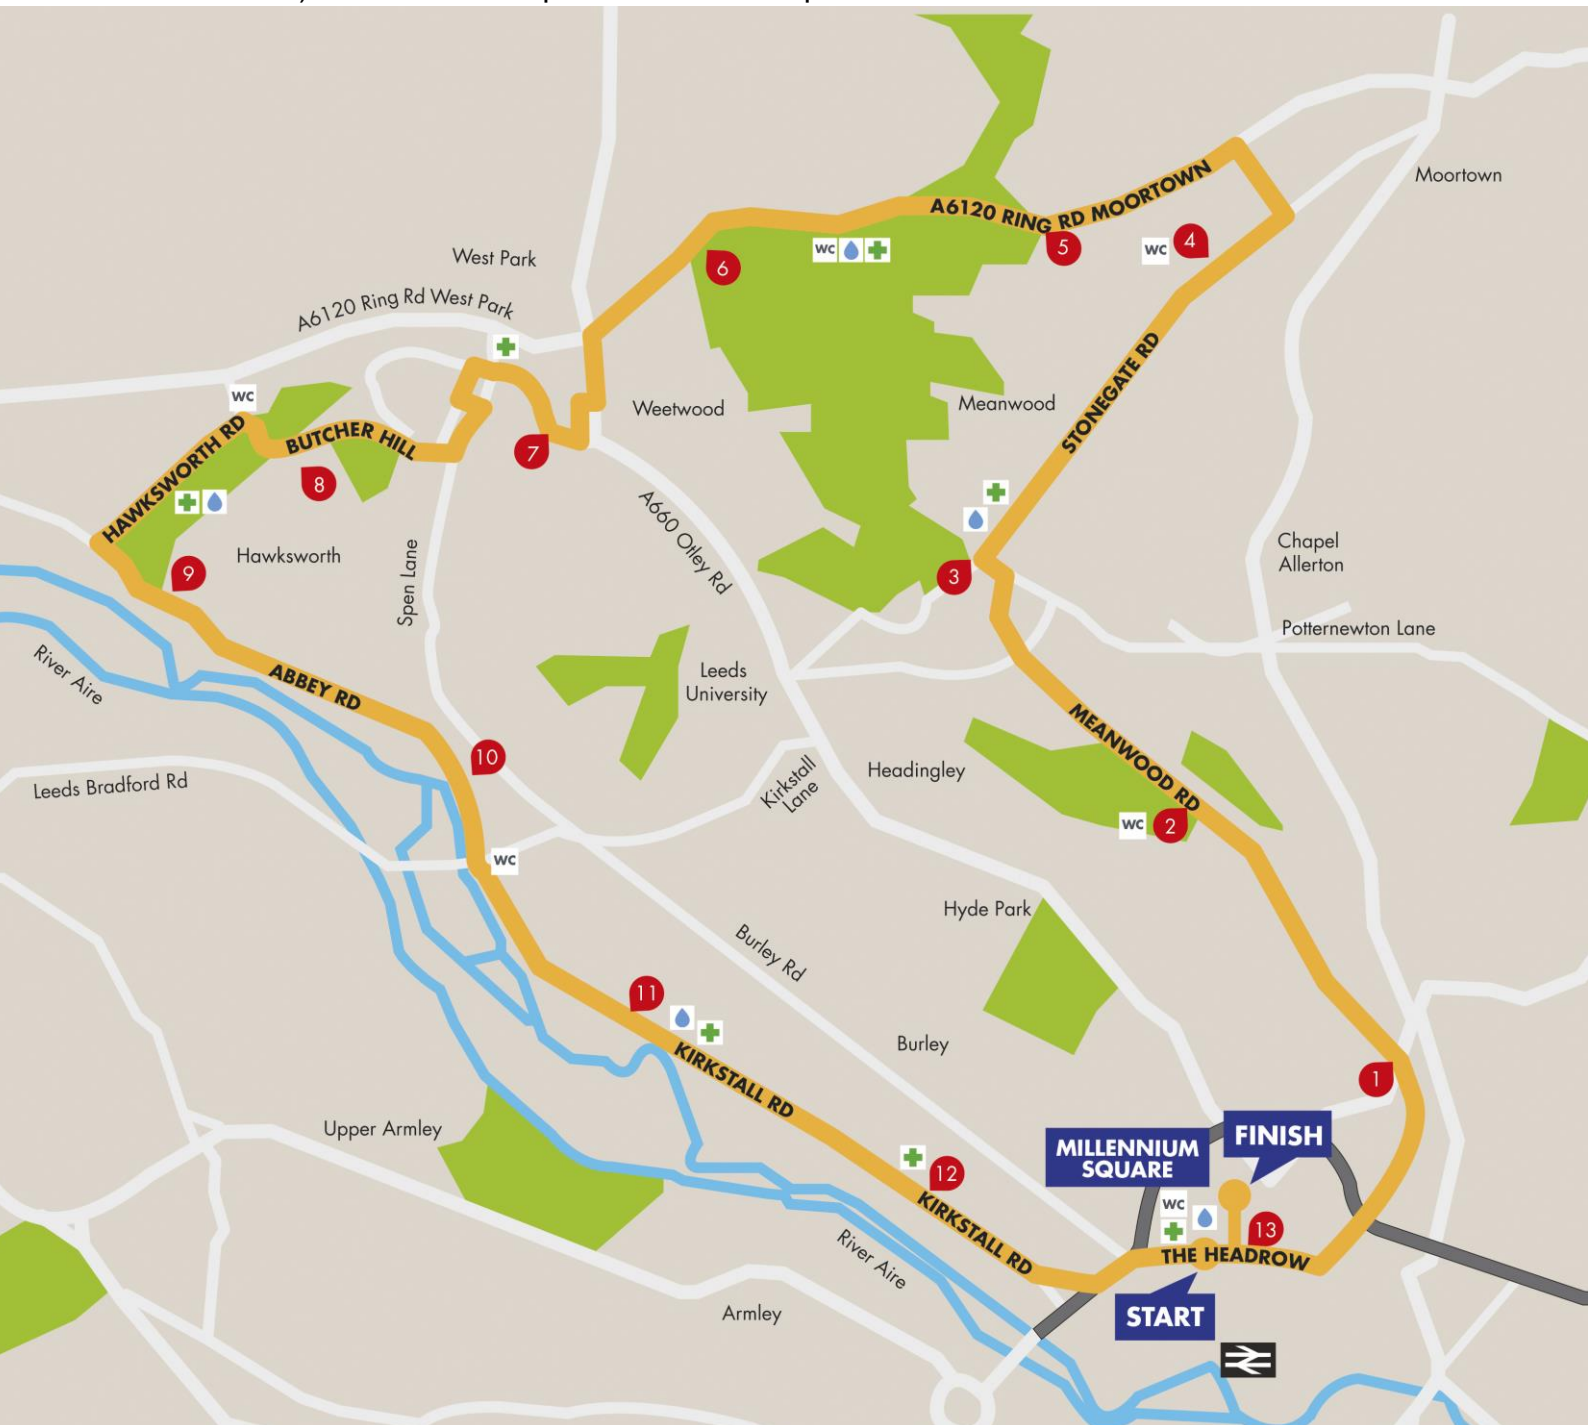 A6120 RING RD MOORTOWN
Moortown
West Park
wc
4
5
6
A6120 Ring Rd West Park
STONEGATE RD
wc
Weetwood
Meanwood
HAWKSWORTH RD
BUTCHER HILL
7
8
A660 Otley Rd
Hawksworth
Spen Lane
9
3
Chapel
Allerton
Potternewton Lane
River Aire
ABBEY RD
Leeds
University
MEANWOOD RD
10
Headingley
Kirkstall
Lane
Leeds Bradford Rd
wc
2
wc
Hyde Park
Burley Rd
11
Burley
KIRKSTALL RD
1
Upper Armley
MILLENNIUM
SQUARE
FINISH
12
wc
KIRKSTALL RD
13
THE HEADROW
River Aire
START
Armley